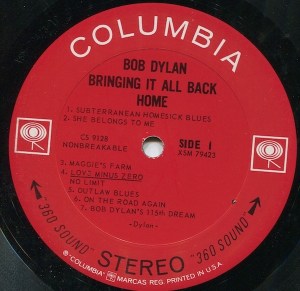 COLUMBIA
BOB DYLAN
BRINGING IT ALL BACK
HOME
1. SUBTERRANEAN HOMESICK BLUES
2. SHE BELONGS TO ME
CS 9128
NONBREAKABLE
SIDE 1
XSM 79423
3. MAGGIE'S FARM
4. LOVE MINUS ZERO
NO LIMIT
5. OUTLAW BLUES
6. ON THE ROAD AGAIN
7. BOB DYLAN'S 115th DREAM
-Dylan-
"360 SOUND" STEREO "360 SOUND"
® "COLUMBIA" MARCAS REG. PRINTED IN U.S.A.